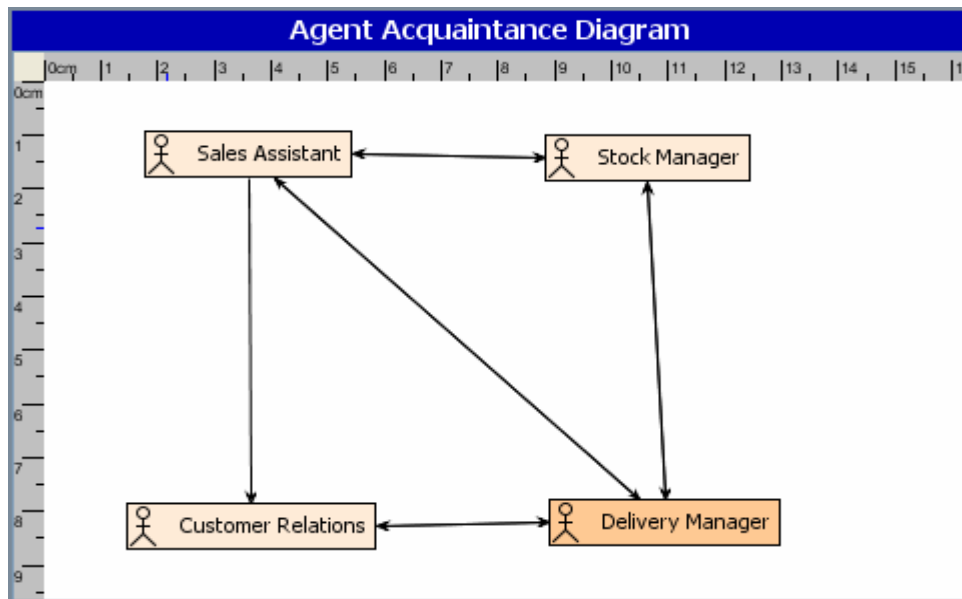 Agent Acquaintance Diagram
0cm 1 2 3 4 5 6 7 8 9 10 11 12 13 14 15
0cm
1
Sales Assistant
Stock Manager
2
3
4
5
6
7
8
Customer Relations
Delivery Manager
9